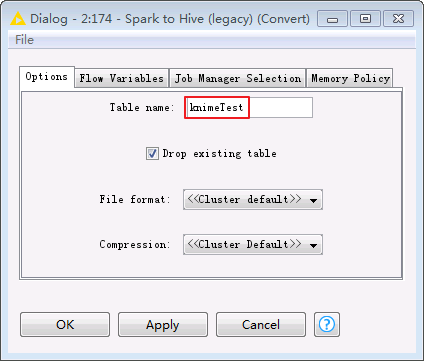 Dialog - 2:174 - Spark to Hive (legacy) (Convert)
File
Options Flow Variables Job Manager Selection Memory Policy
Table name: knimeTest
Drop existing table
File format: <<Cluster default>>
Compression: <<Cluster Default>>
OK Apply Cancel ?